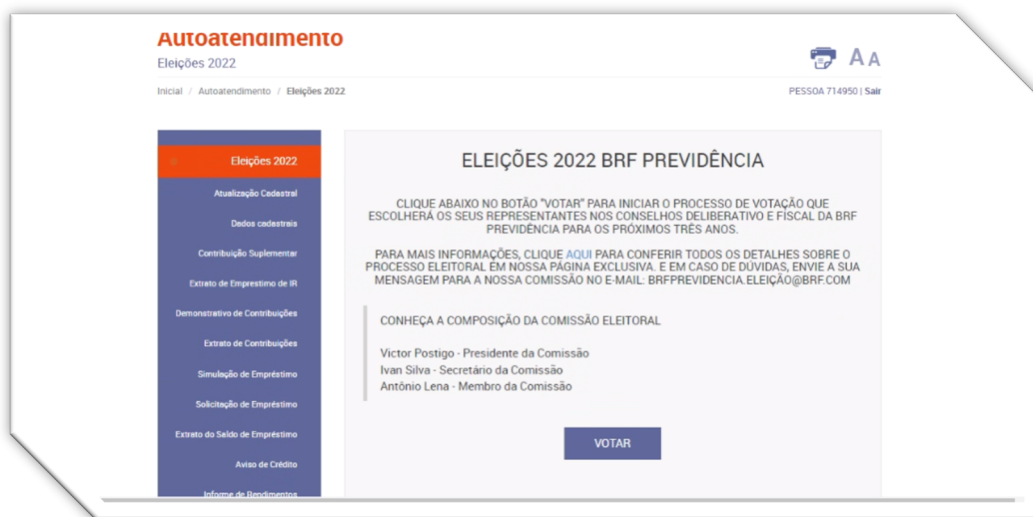 Autoatendimento
Eleições 2022
A A
Inicial / Autoatendimento / Eleições 2022
PESSOA 714950 | Sair
Eleições 2022
Atualização Cadastral
Dados cadastrais
Contribuição Suplementar
Extrato de Emprestimo de IR
Demonstrativo de Contribuições
Extrato de Contribuições
Simulação de Empréstimo
Solicitação de Empréstimo
Extrato do Saldo de Empréstimo
Aviso de Crédito
Informe de Rendimentos
ELEIÇÕES 2022 BRF PREVIDÊNCIA
CLIQUE ABAIXO NO BOTÃO "VOTAR" PARA INICIAR O PROCESSO DE VOTAÇÃO QUE
ESCOLHERÁ OS SEUS REPRESENTANTES NOS CONSELHOS DELIBERATIVO E FISCAL DA BRF
PREVIDÊNCIA PARA OS PRÓXIMOS TRÊS ANOS.
PARA MAIS INFORMAÇÕES, CLIQUE AQUI PARA CONFERIR TODOS OS DETALHES SOBRE O
PROCESSO ELEITORAL EM NOSSA PÁGINA EXCLUSIVA. E EM CASO DE DÚVIDAS, ENVIE A SUA
MENSAGEM PARA A NOSSA COMISSÃO NO E-MAIL: BRFPREVIDENCIA.ELEIÇÃO@BRF.COM
CONHEÇA A COMPOSIÇÃO DA COMISSÃO ELEITORAL
Victor Postigo - Presidente da Comissão
Ivan Silva - Secretário da Comissão
Antônio Lena - Membro da Comissão
VOTAR